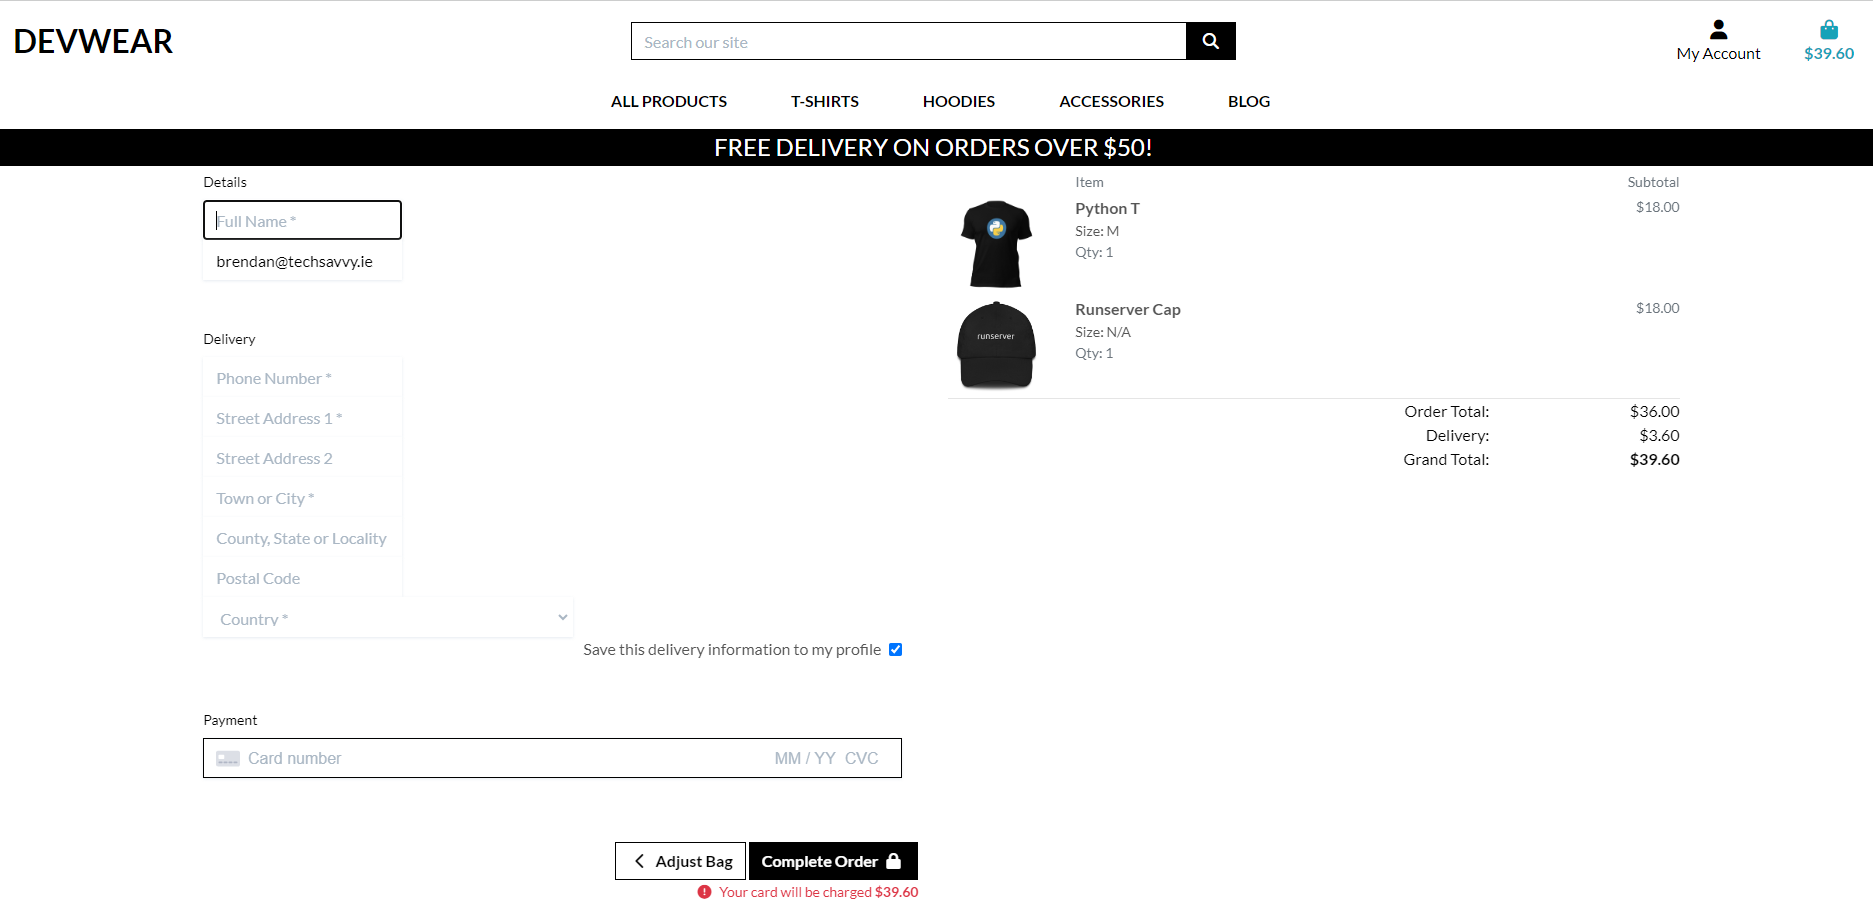 DEVWEAR
Search our site
My Account
$39.60
ALL PRODUCTS T-SHIRTS HOODIES ACCESSORIES BLOG
FREE DELIVERY ON ORDERS OVER $50!
Details
Full Name *
brendan@techsavvy.ie
Delivery
Phone Number *
Street Address 1 *
Street Address 2
Town or City *
County, State or Locality
Postal Code
Country *
Save this delivery information to my profile
Payment
Card number MM / YY CVC
Adjust Bag Complete Order
Your card will be charged $39.60
Item Subtotal
Python T $18.00
Size: M
Qty: 1
runserver
Runserver Cap $18.00
Size: N/A
Qty: 1
Order Total: $36.00
Delivery: $3.60
Grand Total: $39.60